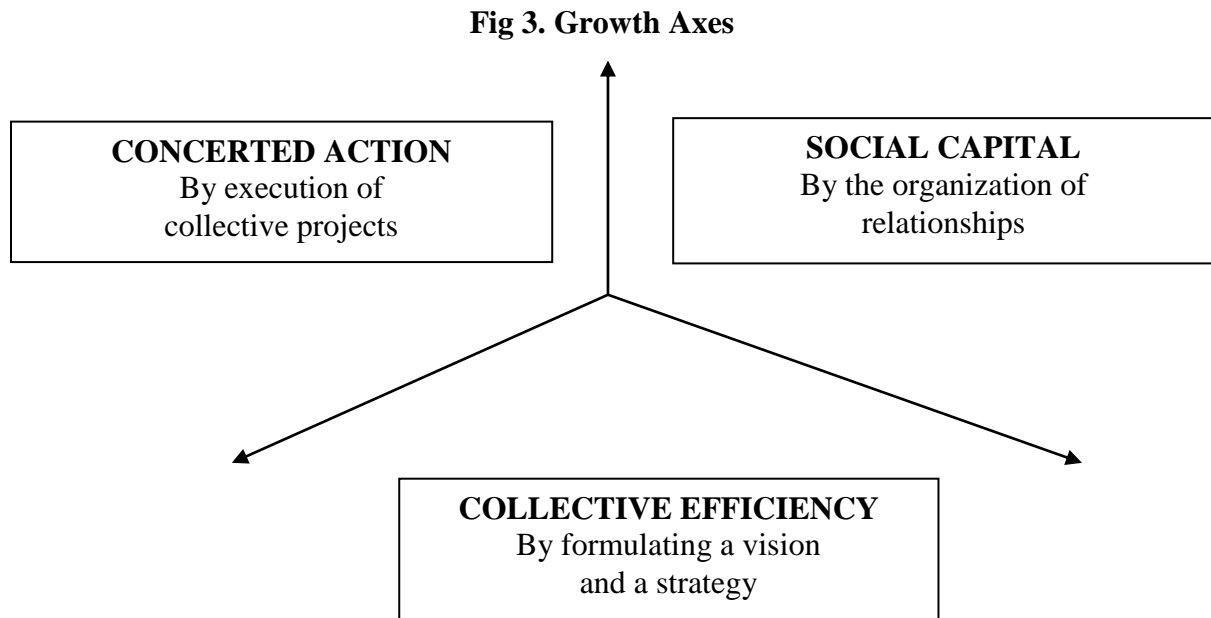 Fig 3. Growth Axes
CONCERTED ACTION
By execution of
collective projects
SOCIAL CAPITAL
By the organization of
relationships
COLLECTIVE EFFICIENCY
By formulating a vision
and a strategy